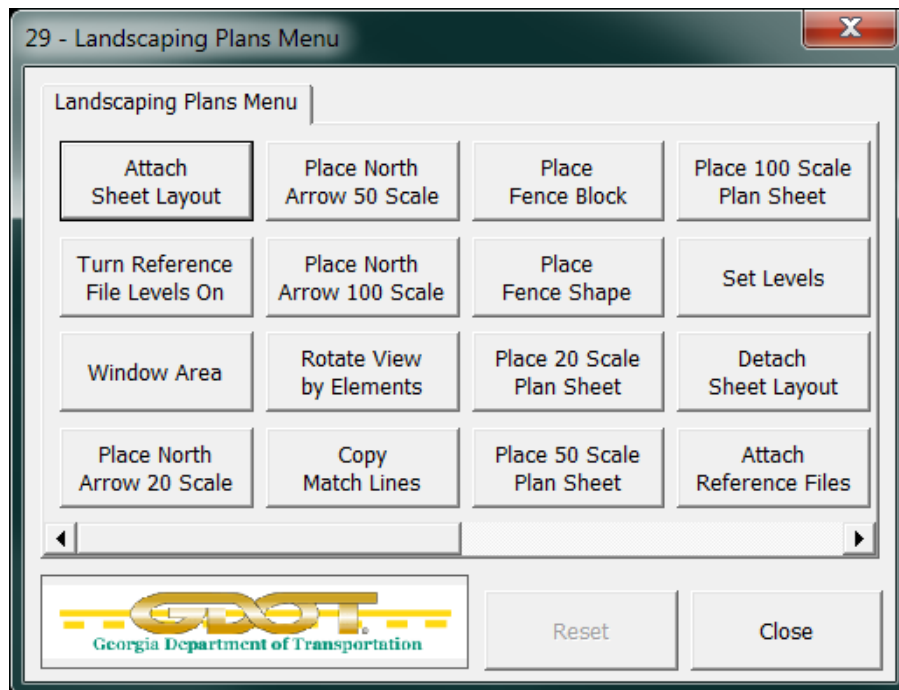 29 - Landscaping Plans Menu
X
Landscaping Plans Menu
Attach
Sheet Layout
Place North
Arrow 50 Scale
Place
Fence Block
Place 100 Scale
Plan Sheet
Turn Reference
File Levels On
Place North
Arrow 100 Scale
Place
Fence Shape
Set Levels
Window Area
Rotate View
by Elements
Place 20 Scale
Plan Sheet
Detach
Sheet Layout
Place North
Arrow 20 Scale
Copy
Match Lines
Place 50 Scale
Plan Sheet
Attach
Reference Files
GDOT
Georgia Department of Transportation
Reset
Close